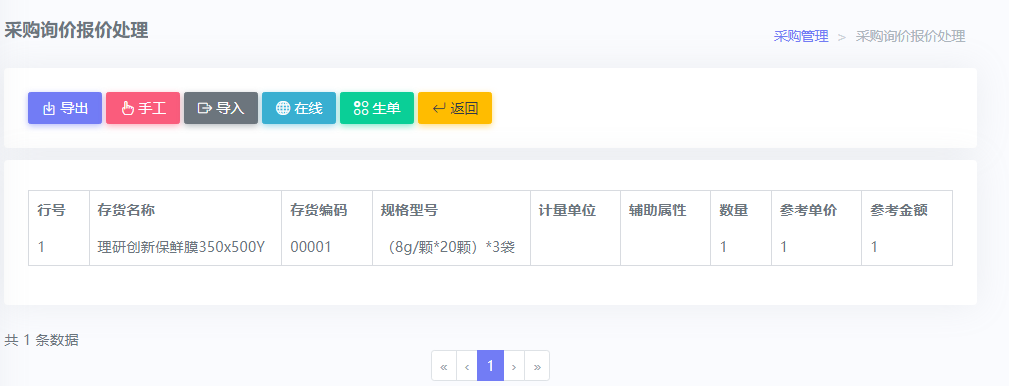 采购询价报价处理
采购管理 > 采购询价报价处理
导出 手工 导入 在线 生单 返回
行号 存货名称 存货编码 规格型号 计量单位 辅助属性 数量 参考单价 参考金额
1 理研创新保鲜膜350x500Y 00001 （8g/颗*20颗）*3袋 1 1 1
共 1 条数据
« ‹ 1 › »